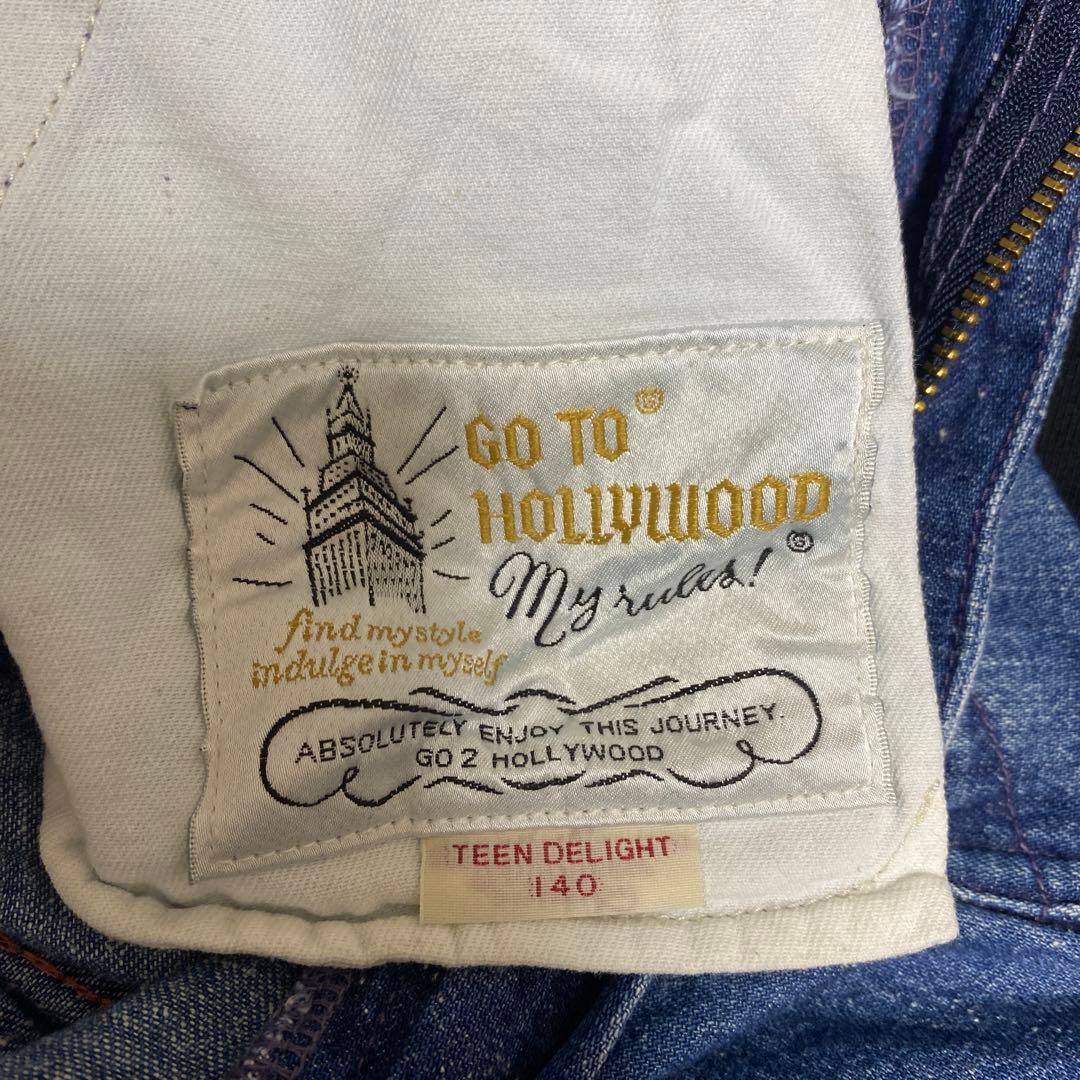 GO TO®
HOLLYWOOD
My rules!®
find my style
indulge in myself
ABSOLUTELY ENJOY THIS JOURNEY.
GO 2 HOLLYWOOD
TEEN DELIGHT
140